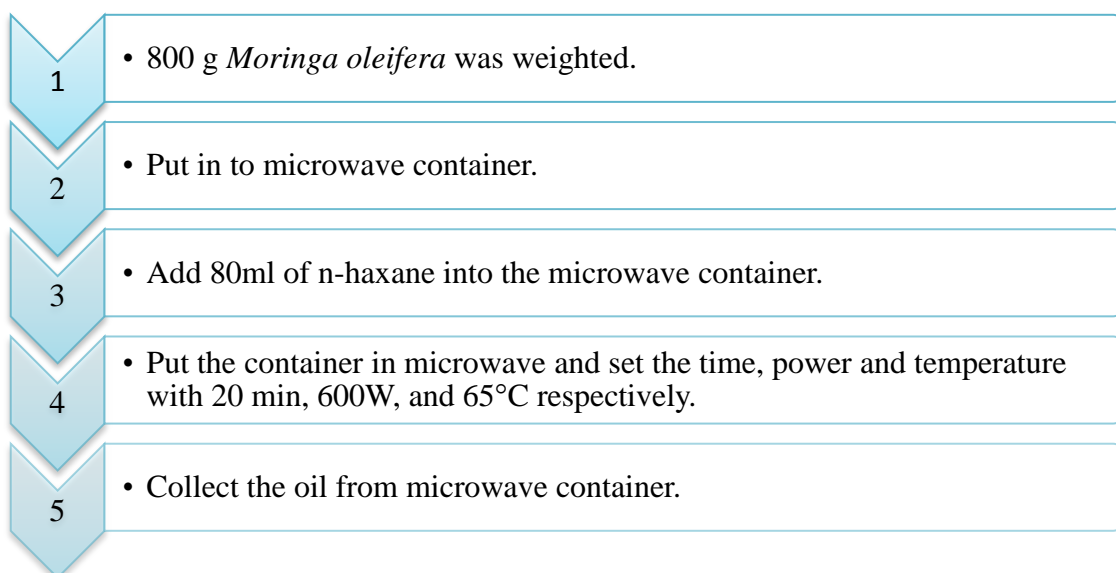 1
• 800 g Moringa oleifera was weighted.
2
• Put in to microwave container.
3
• Add 80ml of n-haxane into the microwave container.
4
• Put the container in microwave and set the time, power and temperature
with 20 min, 600W, and 65°C respectively.
5
• Collect the oil from microwave container.